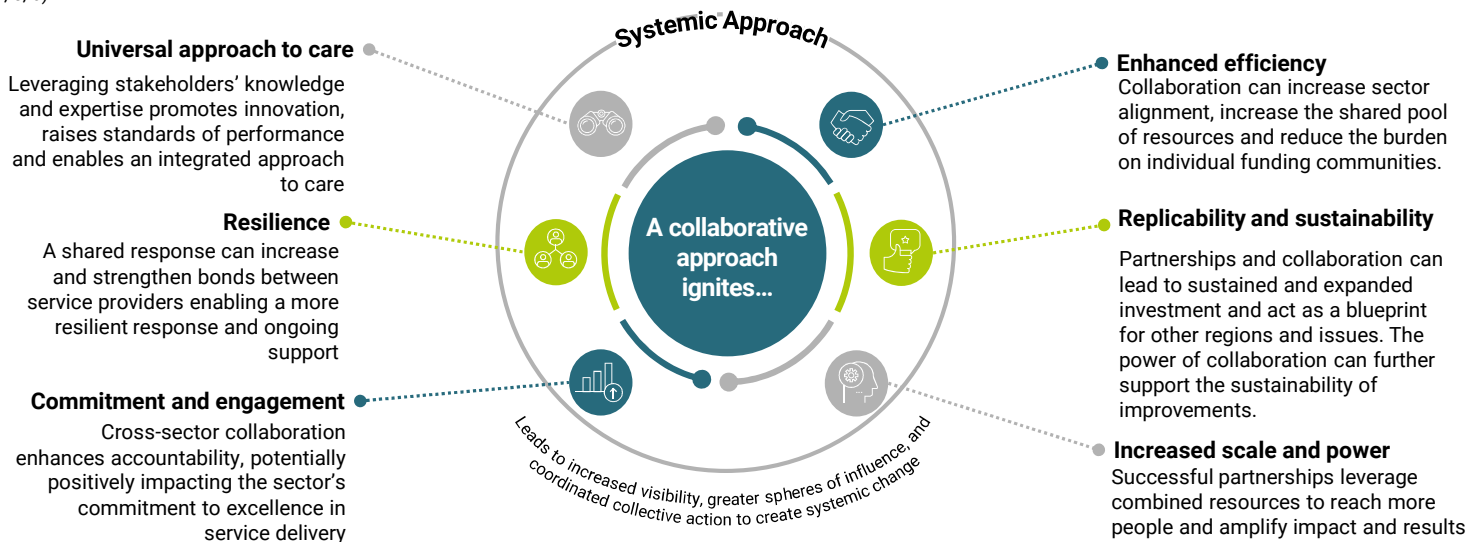 Systemic Approach
Universal approach to care
Leveraging stakeholders’ knowledge
and expertise promotes innovation,
raises standards of performance
and enables an integrated approach
to care
Resilience
A shared response can increase
and strengthen bonds between
service providers enabling a more
resilient response and ongoing
support
Commitment and engagement
Cross-sector collaboration
enhances accountability, potentially
positively impacting the sector’s
commitment to excellence in
service delivery
A collaborative
approach
ignites...
Enhanced efficiency
Collaboration can increase sector
alignment, increase the shared pool
of resources and reduce the burden
on individual funding communities.
Replicability and sustainability
Partnerships and collaboration can
lead to sustained and expanded
investment and act as a blueprint
for other regions and issues. The
power of collaboration can further
support the sustainability of
improvements.
Increased scale and power
Successful partnerships leverage
combined resources to reach more
people and amplify impact and results
Leads to increased visibility, greater spheres of influence, and
coordinated collective action to create systemic change